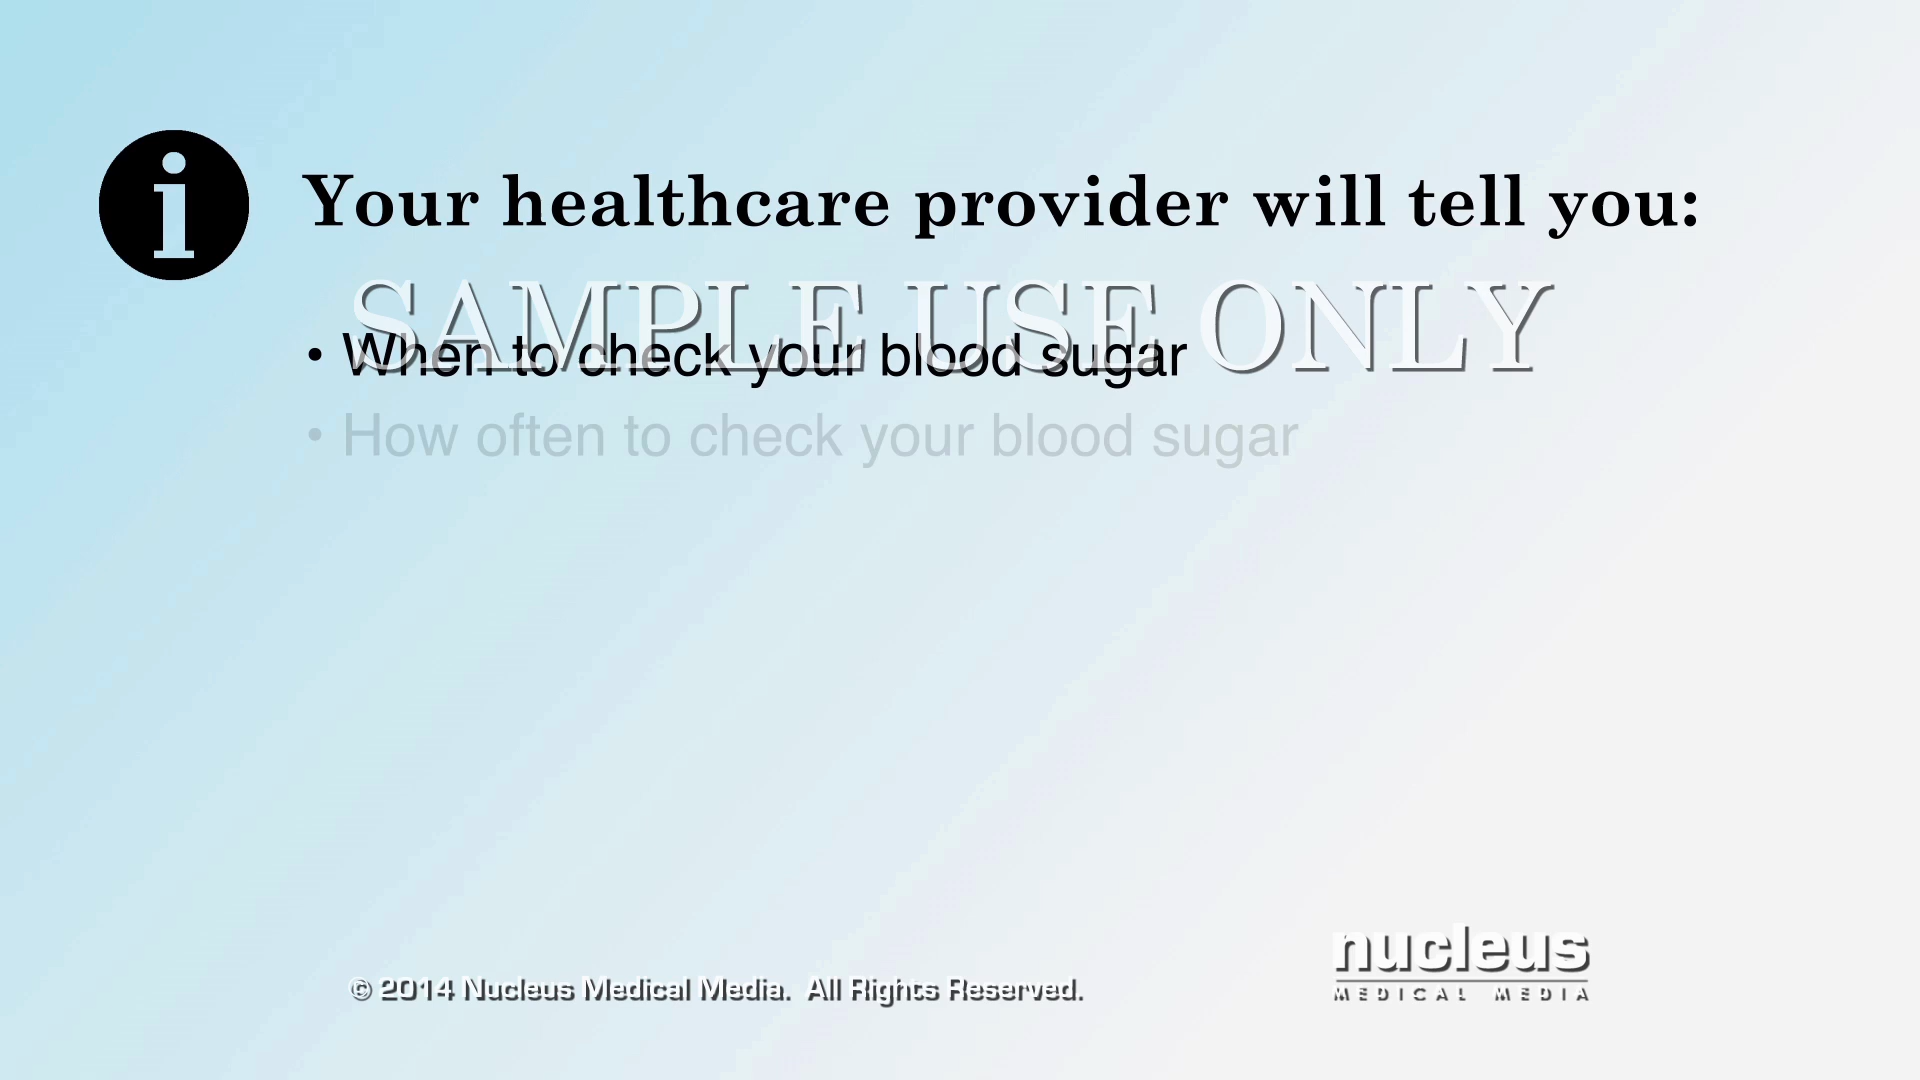 i
Your healthcare provider will tell you:
SAMPLE USE ONLY
• When to check your blood sugar
• How often to check your blood sugar
© 2014 Nucleus Medical Media. All Rights Reserved.
nucleus
MEDICAL MEDIA